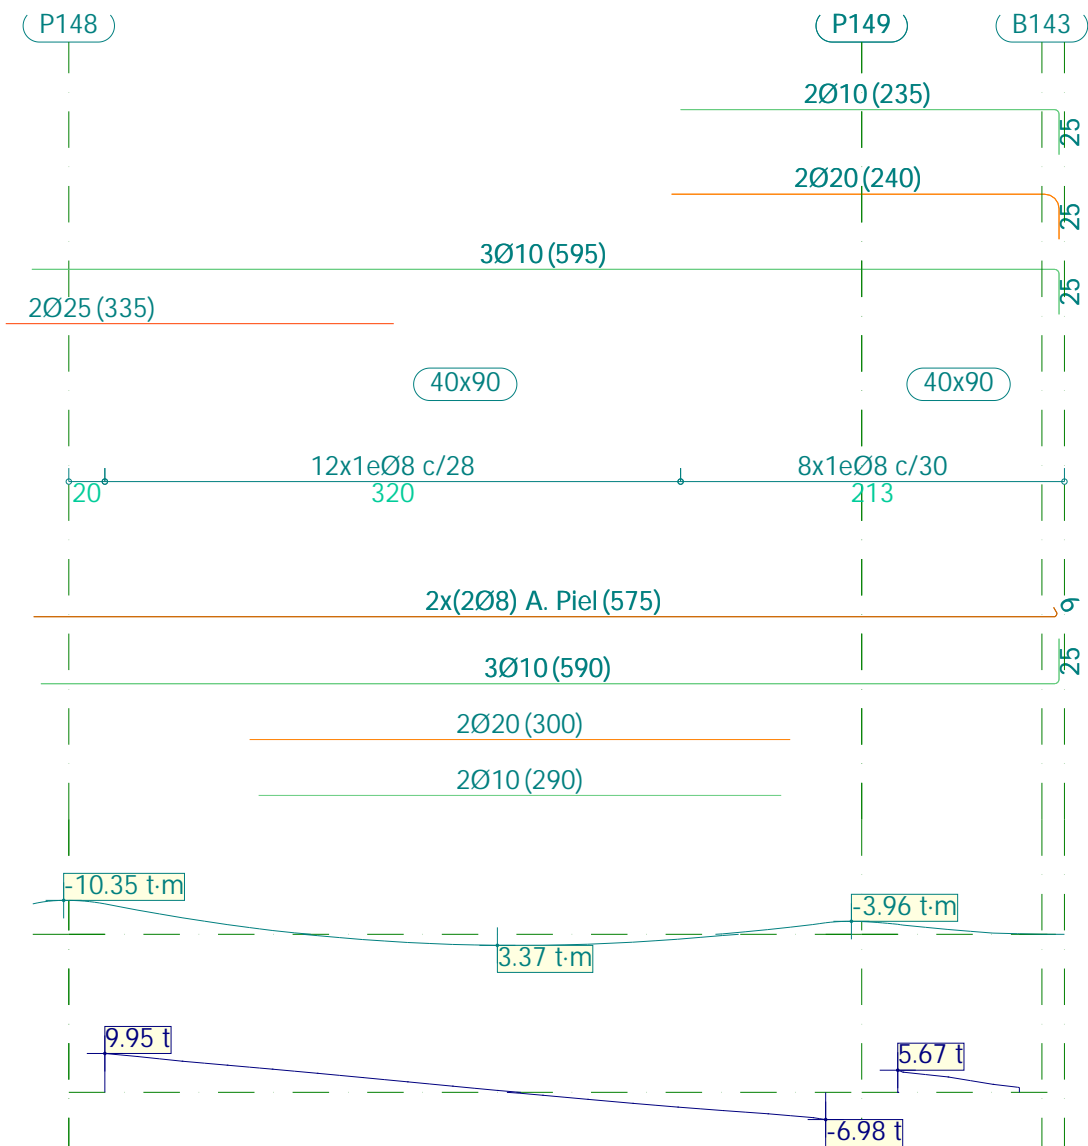 P148 P149 B143
2Ø10 (235)
25
2Ø20 (240)
25
3Ø10 (595)
25
2Ø25 (335)
40x90 40x90
12x1eØ8 c/28 8x1eØ8 c/30
20 320 213
2x(2Ø8) A. Piel (575)
6
3Ø10 (590)
25
2Ø20 (300)
2Ø10 (290)
-10.35 t·m
-3.96 t·m
3.37 t·m
9.95 t
5.67 t
-6.98 t